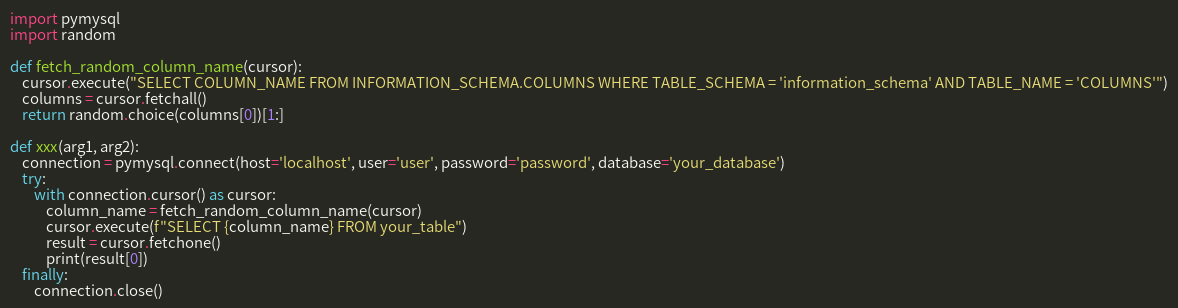 import pymysql
import random

def fetch_random_column_name(cursor):
    cursor.execute("SELECT COLUMN_NAME FROM INFORMATION_SCHEMA.COLUMNS WHERE TABLE_SCHEMA = 'information_schema' AND TABLE_NAME = 'COLUMNS'")
    columns = cursor.fetchall()
    return random.choice(columns[0])[1:]

def xxx(arg1, arg2):
    connection = pymysql.connect(host='localhost', user='user', password='password', database='your_database')
    try:
        with connection.cursor() as cursor:
            column_name = fetch_random_column_name(cursor)
            cursor.execute(f"SELECT {column_name} FROM your_table")
            result = cursor.fetchone()
            print(result[0])
    finally:
        connection.close()